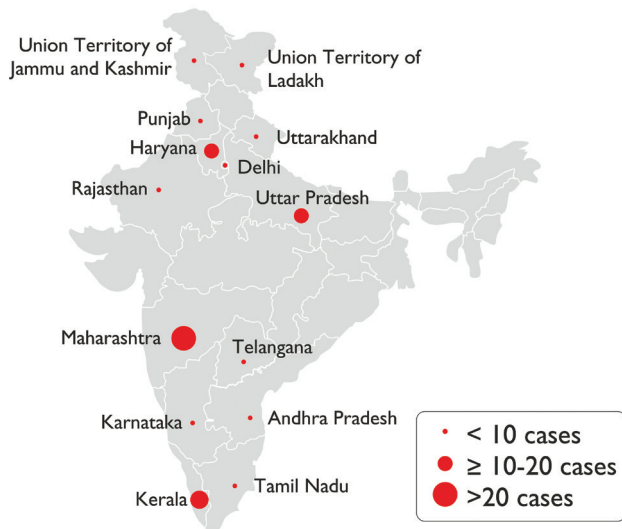 Union Territory of
Jammu and Kashmir
Union Territory of
Ladakh
Punjab
Uttarakhand
Haryana
Delhi
Rajasthan
Uttar Pradesh
Maharashtra
Telangana
Karnataka
Andhra Pradesh
Tamil Nadu
Kerala
< 10 cases
≥ 10-20 cases
>20 cases